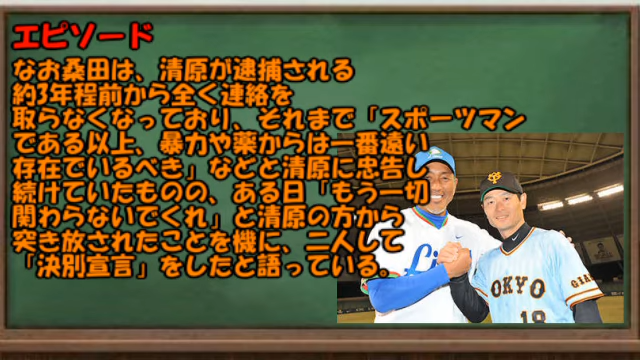 エピソード
なお桑田は、清原が逮捕される
約3年程前から全く連絡を
取らなくなっており、それまで「スポーツマン
である以上、暴力や薬からは一番遠い
存在でいるべき」などと清原に忠告し
続けていたものの、ある日「もう一切
関わらないでくれ」と清原の方から
突き放されたことを機に、二人して
「決別宣言」をしたと語っている。
TOKYO
GIA
18